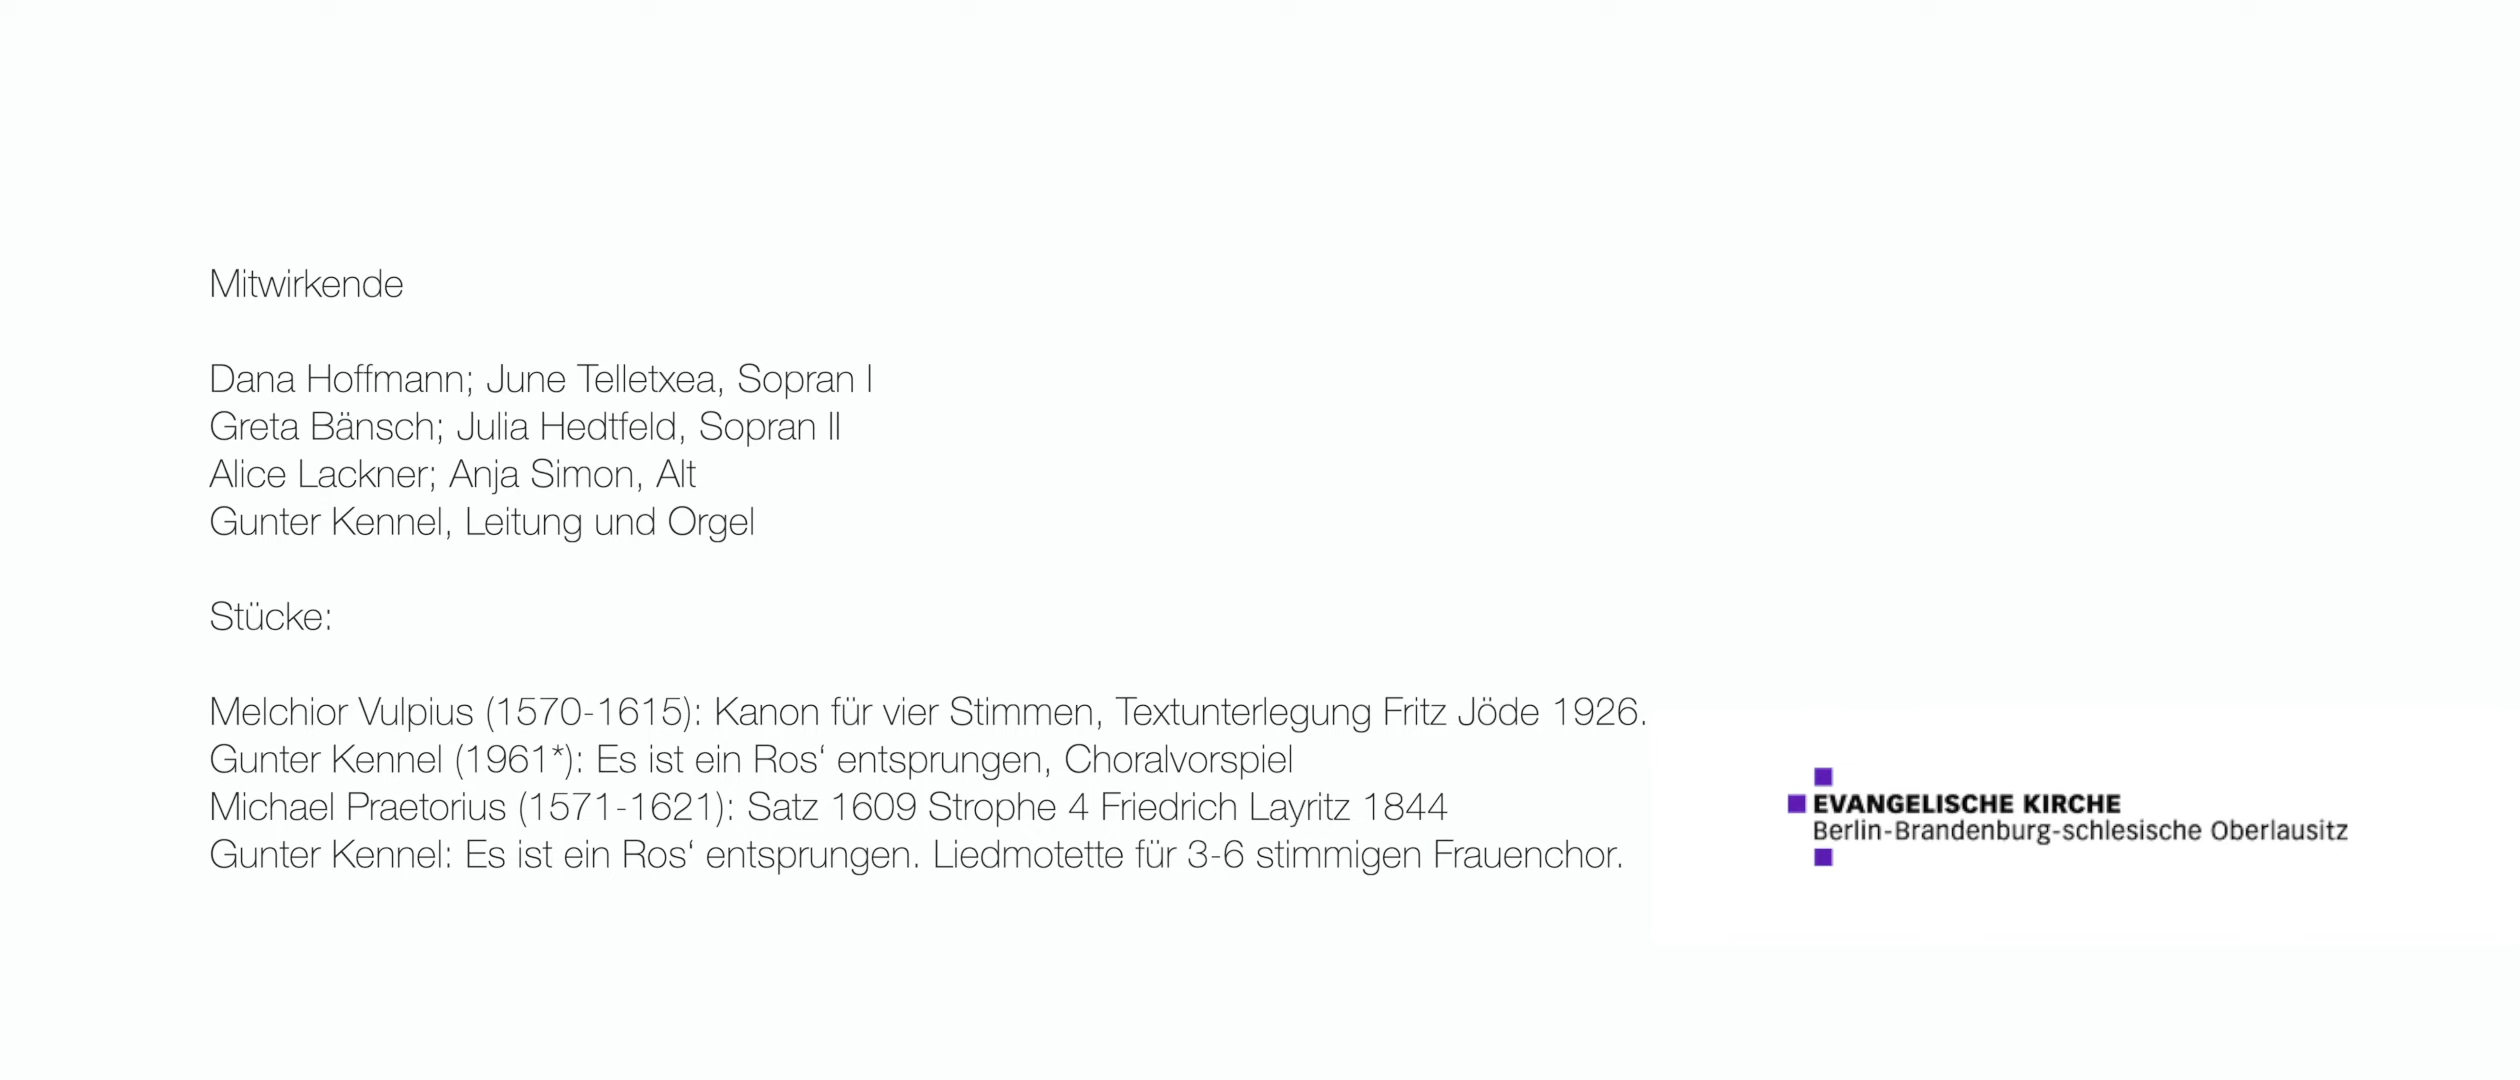 Mitwirkende
Dana Hoffmann; June Telletxea, Sopran I
Greta Bänsch; Julia Hedtfeld, Sopran II
Alice Lackner; Anja Simon, Alt
Gunter Kennel, Leitung und Orgel
Stücke:
Melchior Vulpius (1570-1615): Kanon für vier Stimmen, Textunterlegung Fritz Jöde 1926.
Gunter Kennel (1961*): Es ist ein Ros‘ entsprungen, Choralvorspiel
Michael Praetorius (1571-1621): Satz 1609 Strophe 4 Friedrich Layritz 1844
Gunter Kennel: Es ist ein Ros‘ entsprungen. Liedmotette für 3-6 stimmigen Frauenchor.
EVANGELISCHE KIRCHE
Berlin-Brandenburg-schlesische Oberlausitz